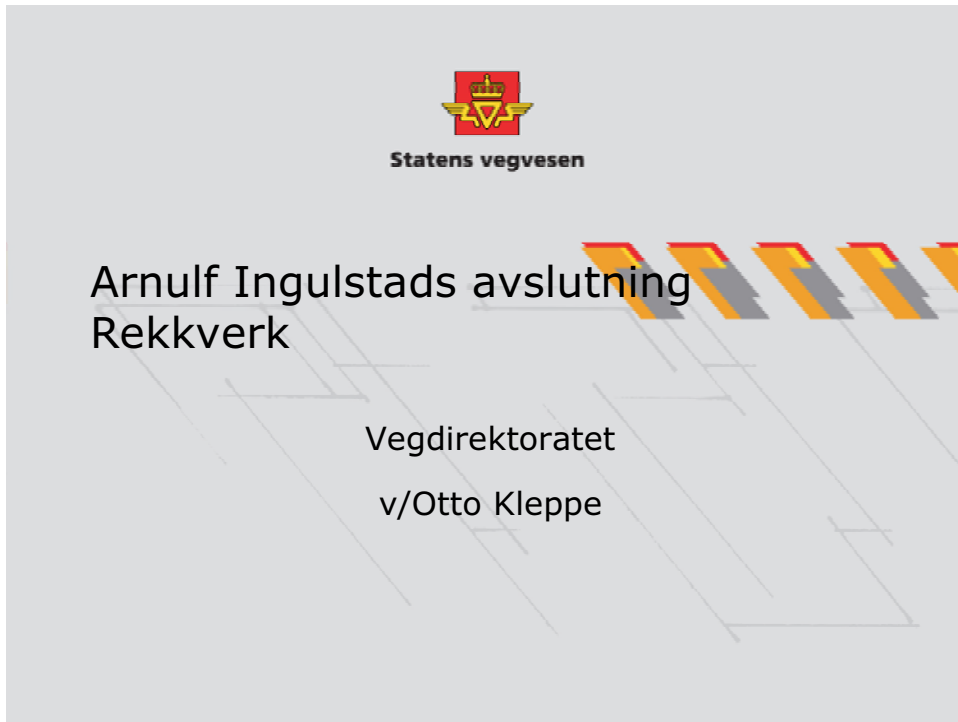 Statens vegvesen
Arnulf Ingulstads avslutning
Rekkverk
Vegdirektoratet
v/Otto Kleppe